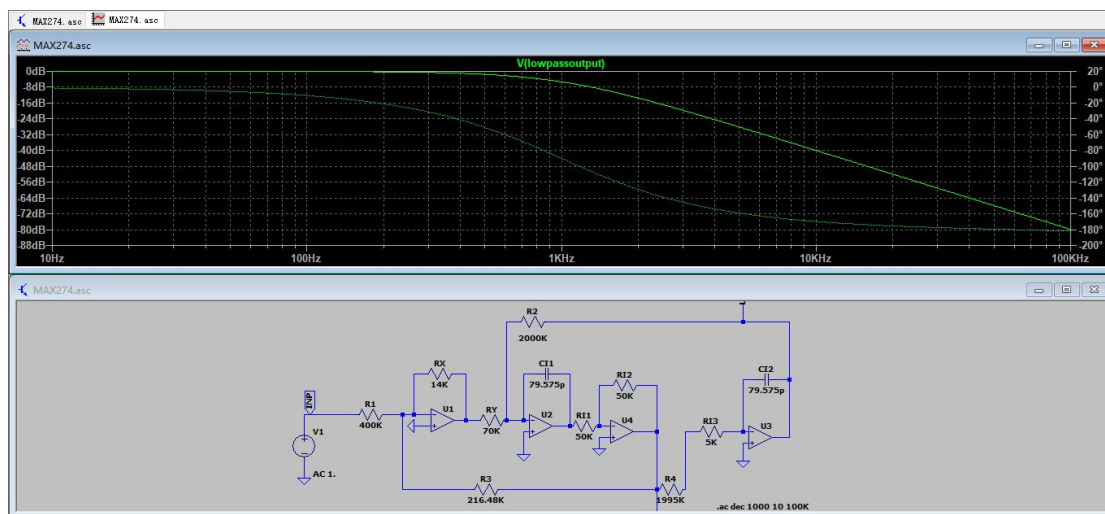 MAX274.asc MAX274.asc
MAX274.asc
V(lowpassoutput)
0dB 20°
-8dB 0°
-16dB -20°
-24dB -40°
-32dB -60°
-40dB -80°
-48dB -100°
-56dB -120°
-64dB -140°
-72dB -160°
-80dB -180°
-88dB -200°
10Hz 100Hz 1KHz 10KHz 100KHz
MAX274.asc
R2
2000K
RX
14K
CI1
79.575p
RI2
50K
CI2
79.575p
INP
R1
400K
U1
RY
70K
U2
RI1
50K
U4
RI3
5K
U3
V1
AC 1.
R3
216.48K
R4
1995K
.ac dec 1000 10 100K